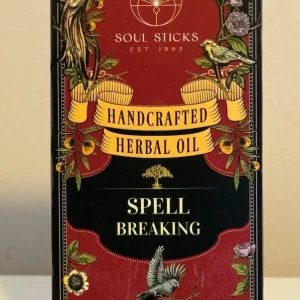 SOUL STICKS
EST. 1993
HANDCRAFTED
HERBAL OIL
SPELL
BREAKING